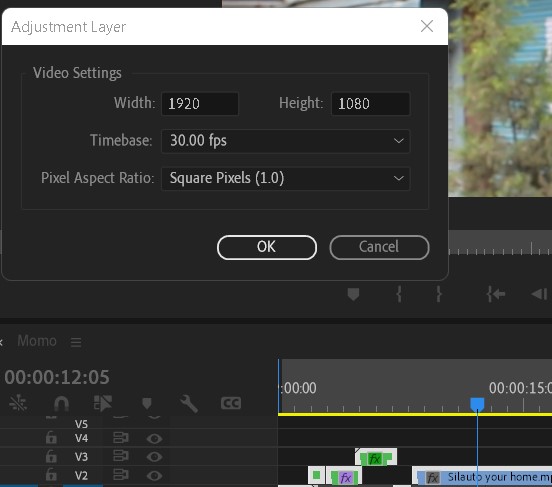 Adjustment Layer
Video Settings
Width: 1920 Height: 1080
Timebase: 30.00 fps
Pixel Aspect Ratio: Square Pixels (1.0)
OK Cancel
Momo
00:00:12:05
:00:00 00:00:15:0
CC
V5
V4
V3
fx
V2
fx fx Silauto your home.m